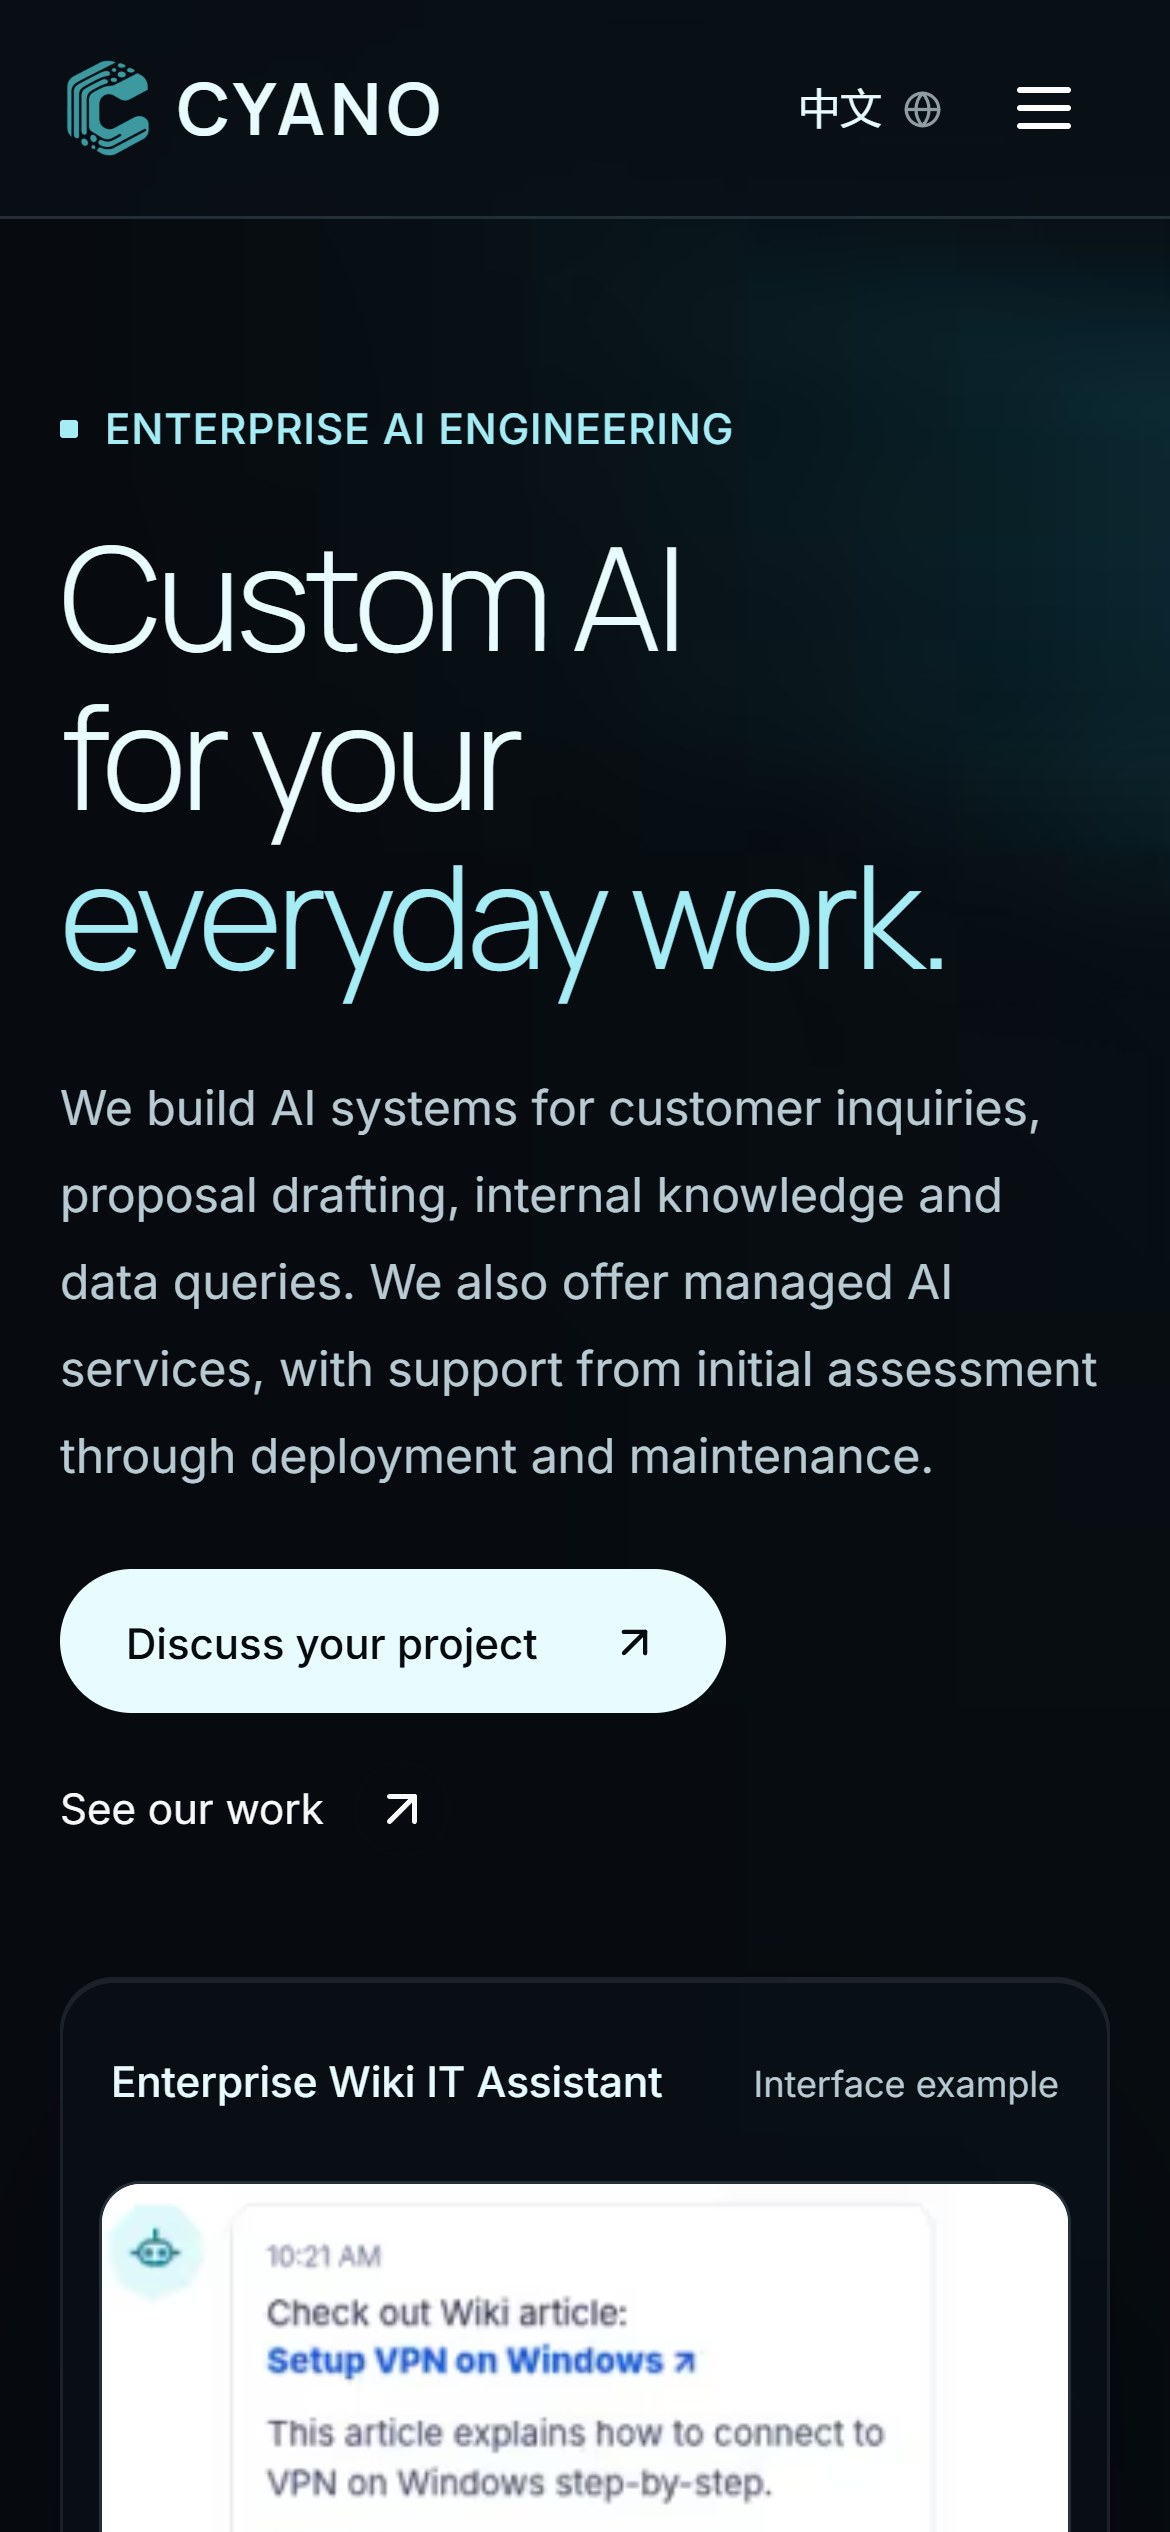 CYANO
中文
ENTERPRISE AI ENGINEERING
Custom AI
for your
everyday work.
We build AI systems for customer inquiries,
proposal drafting, internal knowledge and
data queries. We also offer managed AI
services, with support from initial assessment
through deployment and maintenance.
Discuss your project
See our work
Enterprise Wiki IT Assistant
Interface example
10:21 AM
Check out Wiki article:
Setup VPN on Windows ↗
This article explains how to connect to
VPN on Windows step-by-step.